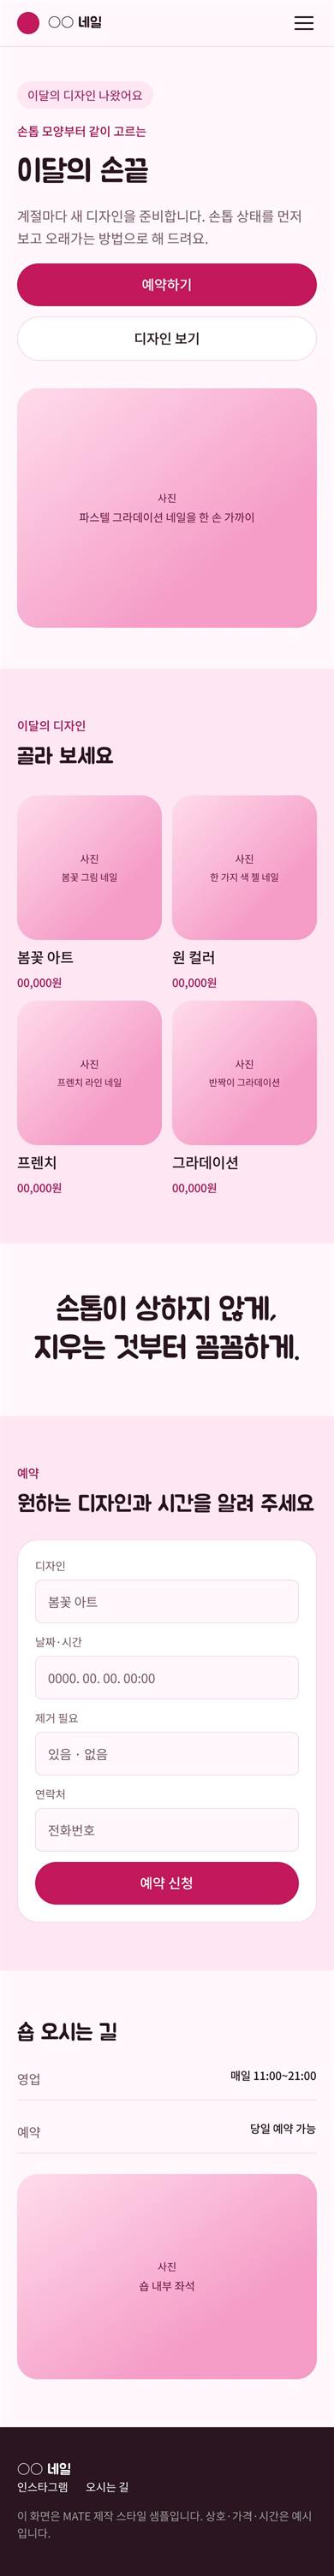 ○○ 네일
이달의 디자인 나왔어요
손톱 모양부터 같이 고르는
이달의 손끝
계절마다 새 디자인을 준비합니다. 손톱 상태를 먼저
보고 오래가는 방법으로 해 드려요.
예약하기
디자인 보기
사진
파스텔 그라데이션 네일을 한 손 가까이
이달의 디자인
골라 보세요
사진
봄꽃 그림 네일
사진
한 가지 색 젤 네일
봄꽃 아트
00,000원
원 컬러
00,000원
사진
프렌치 라인 네일
사진
반짝이 그라데이션
프렌치
00,000원
그라데이션
00,000원
손톱이 상하지 않게,
지우는 것부터 꼼꼼하게.
예약
원하는 디자인과 시간을 알려 주세요
디자인
봄꽃 아트
날짜·시간
0000. 00. 00. 00:00
제거 필요
있음 · 없음
연락처
전화번호
예약 신청
숍 오시는 길
영업
매일 11:00~21:00
예약
당일 예약 가능
사진
숍 내부 좌석
○○ 네일
인스타그램 오시는 길
이 화면은 MATE 제작 스타일 샘플입니다. 상호·가격·시간은 예시
입니다.